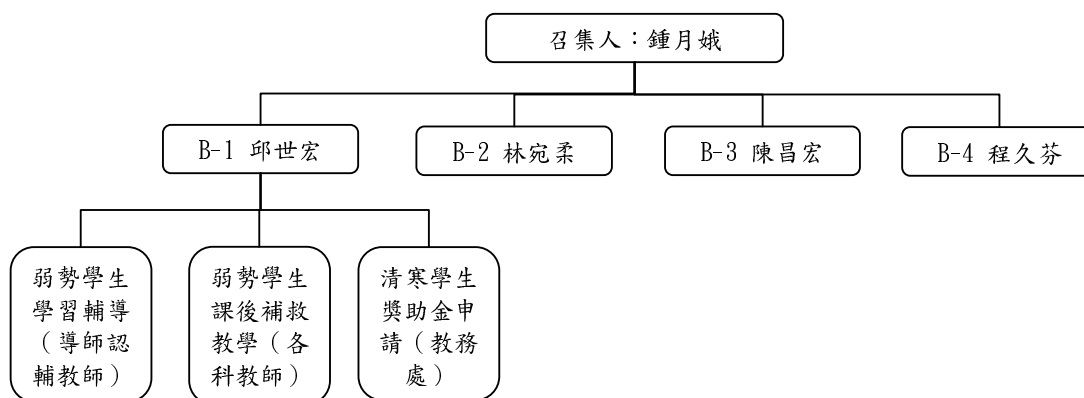 召集人：鍾月娥
B-1 邱世宏
B-2 林宛柔
B-3 陳昌宏
B-4 程久芬
弱勢學生
學習輔導
（導師認
輔教師）
弱勢學生
課後補救
教學（各
科教師）
清寒學生
獎助金申
請（教務
處）